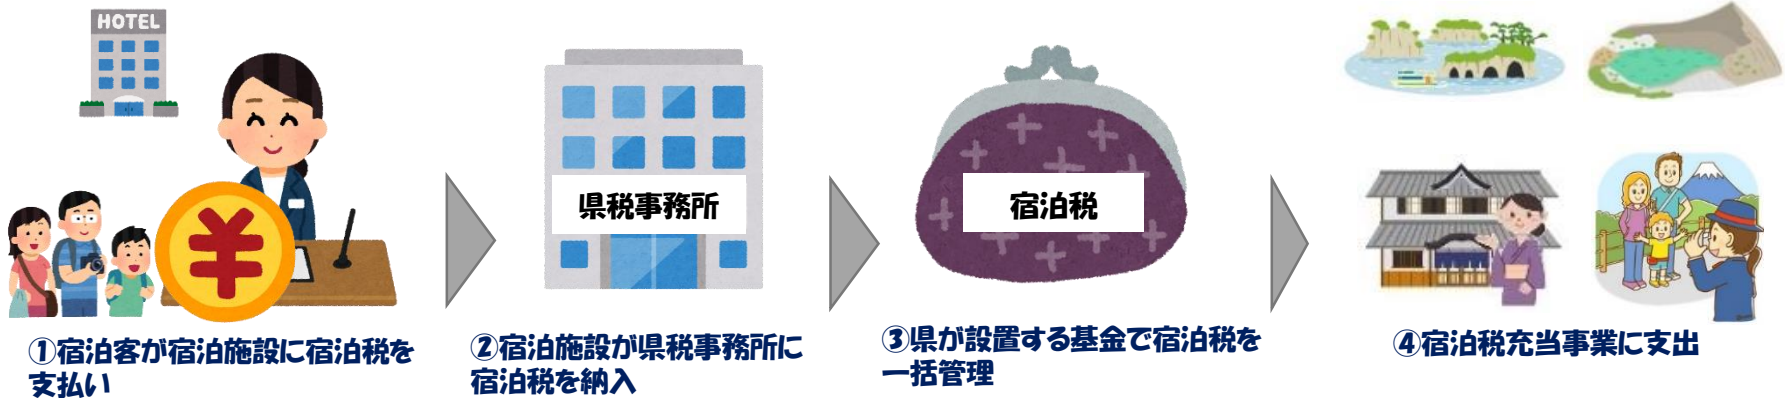 HOTEL
¥
①宿泊客が宿泊施設に宿泊税を
支払い
県税事務所
②宿泊施設が県税事務所に
宿泊税を納入
宿泊税
③県が設置する基金で宿泊税を
一括管理
④宿泊税充当事業に支出